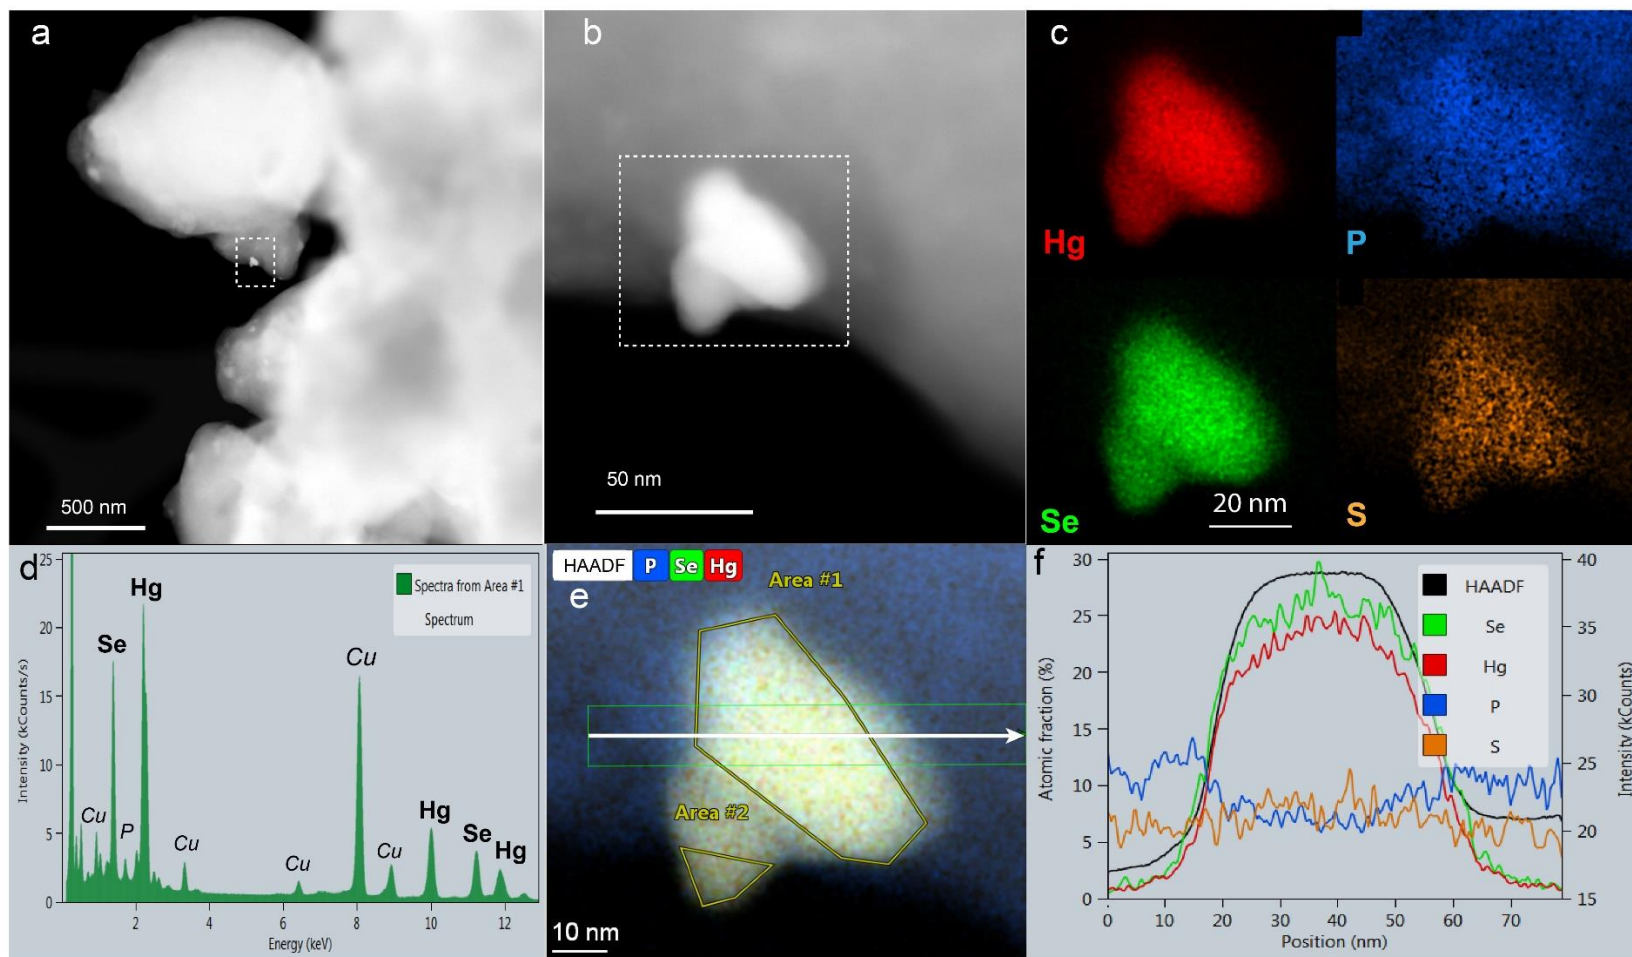 a
500 nm
b
50 nm
c
Hg
P
Se
20 nm
S
d
25
20
15
10
5
0
Intensity (kCounts/s)
Hg
Se
Cu
P
Cu
Cu
Cu
Cu
Hg
Se
Hg
Spectra from Area #1
Spectrum
2
4
6
8
10
12
Energy (keV)
HAADF P Se Hg
e
Area #1
Area #2
10 nm
f
30
25
20
15
10
5
0
Atomic fraction (%)
HAADF
Se
Hg
P
S
40
35
30
25
20
15
Intensity (kCounts)
0 10 20 30 40 50 60 70
Position (nm)